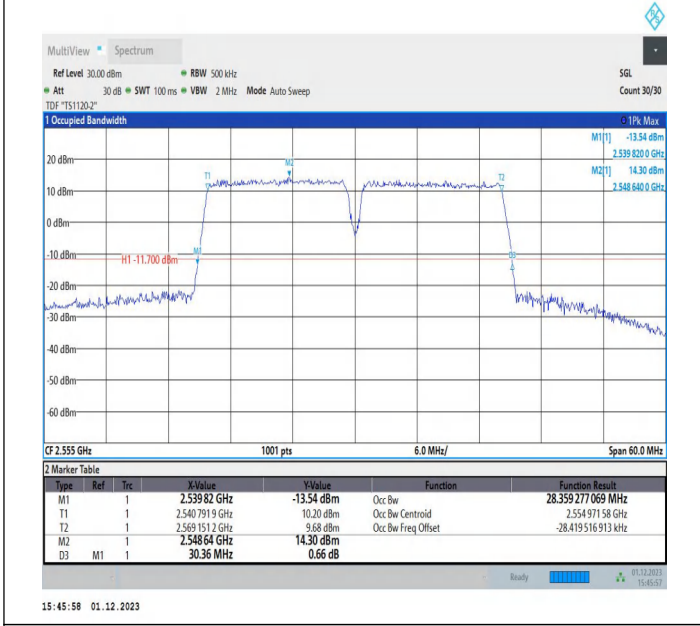 MultiView Spectrum
Ref Level 30.00 dBm RBW 500 kHz SGL
Att 30 dB SWT 100 ms VBW 2 MHz Mode Auto Sweep Count 30/30
TDF "TS1120-2"
1 Occupied Bandwidth 1Pk Max
M1[1] -13.54 dBm
2.539 820 0 GHz
M2[1] 14.30 dBm
2.548 640 0 GHz
20 dBm
M2
T1 T2
10 dBm
0 dBm
-10 dBm
M1 D3
H1 -11.700 dBm
-20 dBm
-30 dBm
-40 dBm
-50 dBm
-60 dBm
CF 2.555 GHz 1001 pts 6.0 MHz/ Span 60.0 MHz
2 Marker Table
Type Ref Trc X-Value Y-Value Function Function Result
M1 1 2.539 82 GHz -13.54 dBm Occ Bw 28.359 277 069 MHz
T1 1 2.540 791 9 GHz 10.20 dBm Occ Bw Centroid 2.554 971 58 GHz
T2 1 2.569 151 2 GHz 9.68 dBm Occ Bw Freq Offset -28.419 516 913 kHz
M2 1 2.548 64 GHz 14.30 dBm
D3 M1 1 30.36 MHz 0.66 dB
Ready 01.12.2023
15:45:57
15:45:58 01.12.2023